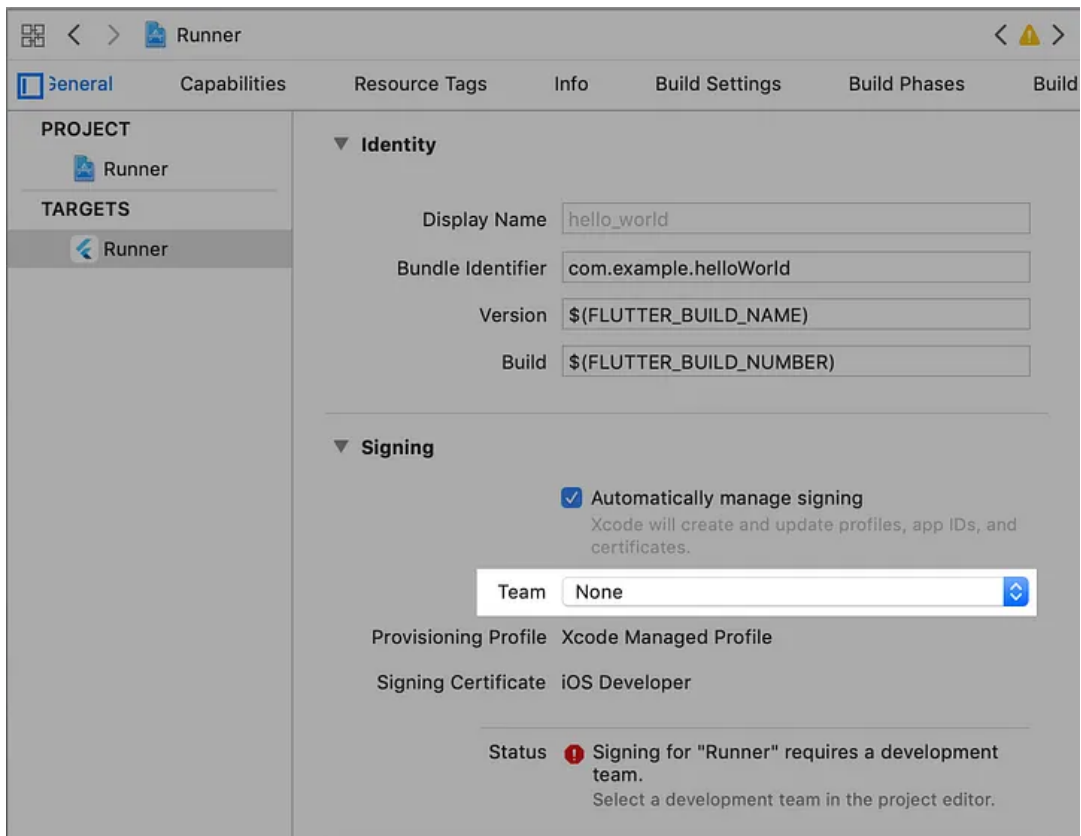 Runner
General Capabilities Resource Tags Info Build Settings Build Phases Build
PROJECT
Runner
TARGETS
Runner
Identity
Display Name hello_world
Bundle Identifier com.example.helloWorld
Version $(FLUTTER_BUILD_NAME)
Build $(FLUTTER_BUILD_NUMBER)
Signing
Automatically manage signing
Xcode will create and update profiles, app IDs, and
certificates.
Team None
Provisioning Profile Xcode Managed Profile
Signing Certificate iOS Developer
Status Signing for "Runner" requires a development
team.
Select a development team in the project editor.